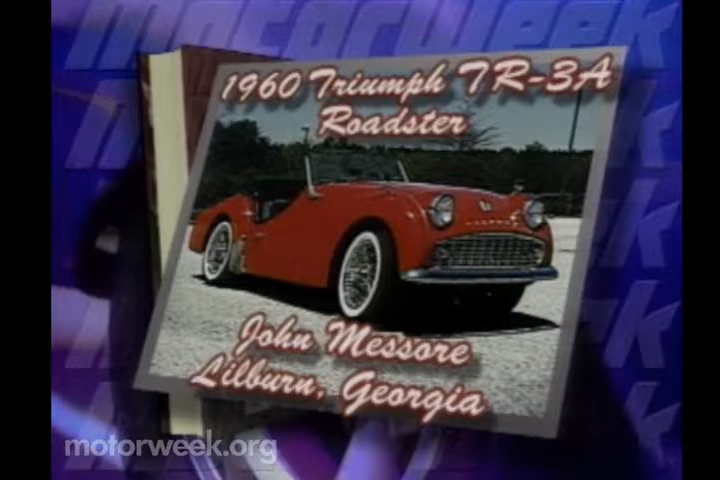 Motorweek
1960 Triumph TR-3A
Roadster
John Messore
Lilburn, Georgia
motorweek.org